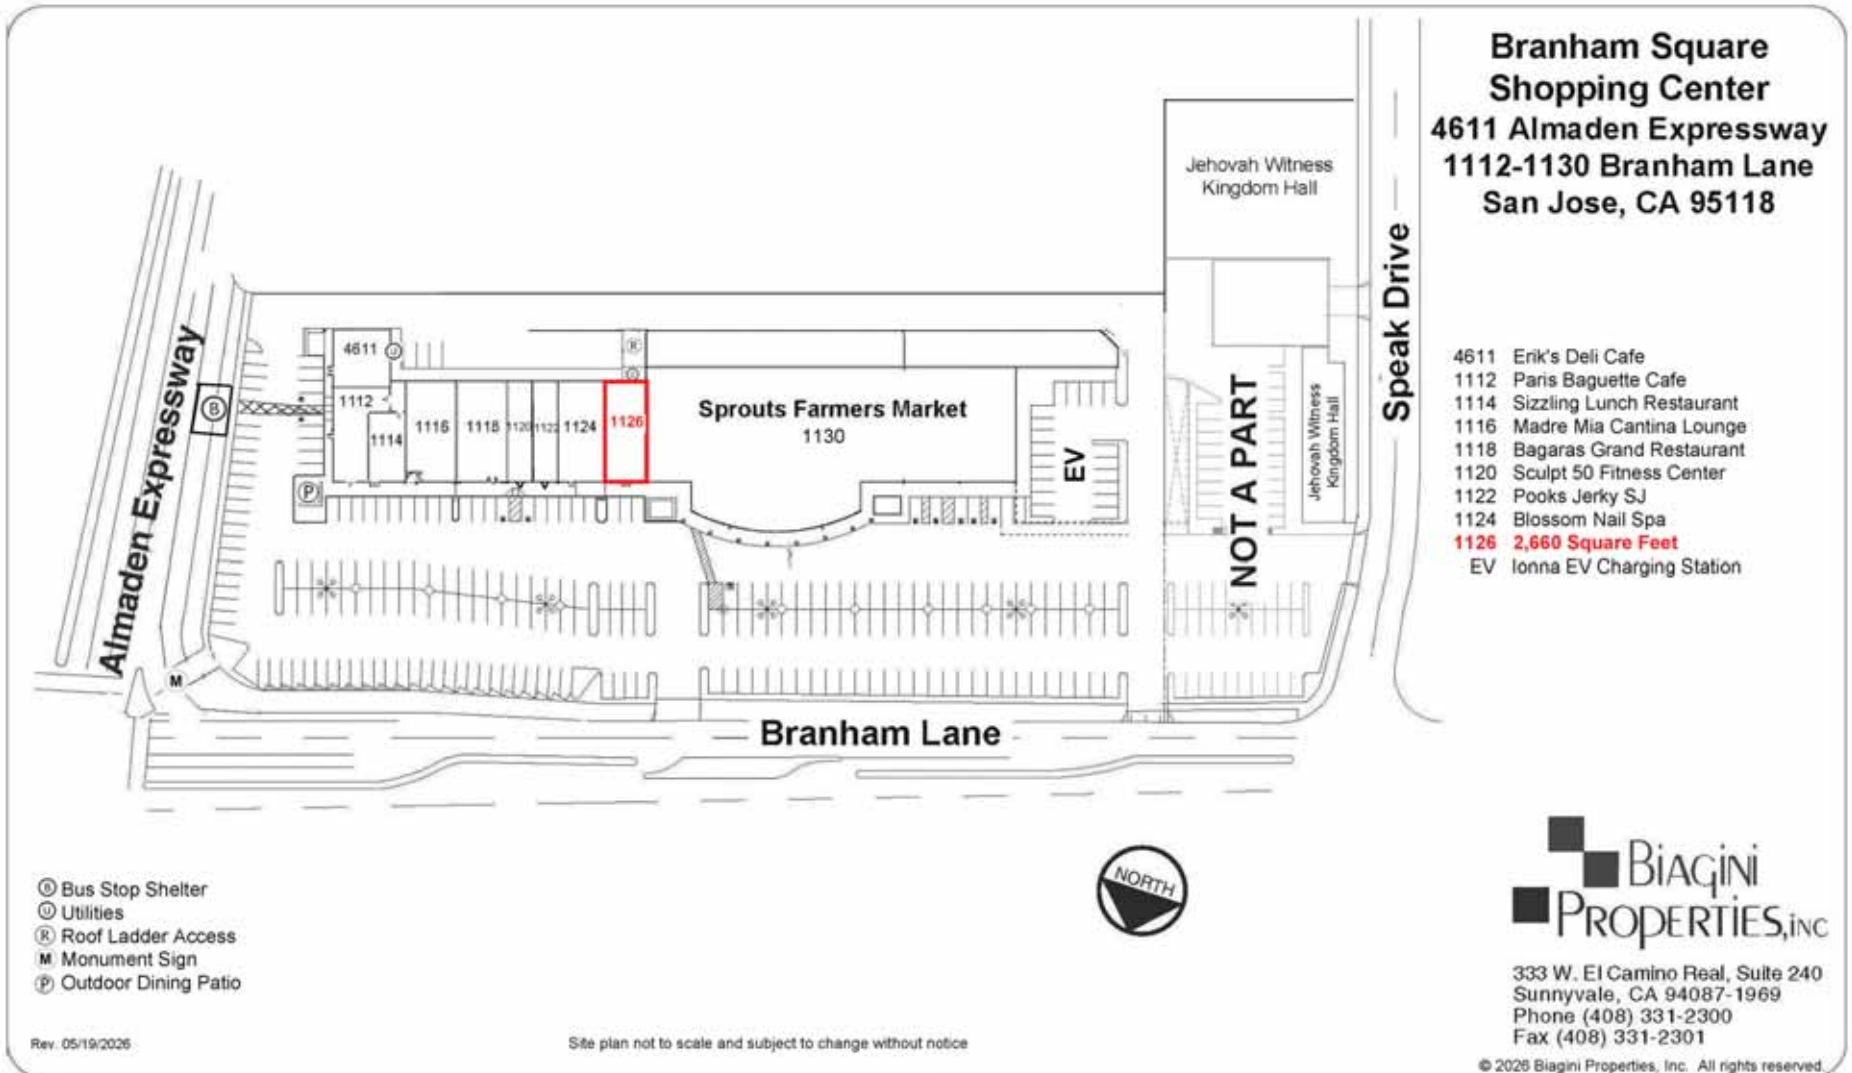 Branham Square
Shopping Center
4611 Almaden Expressway
1112-1130 Branham Lane
San Jose, CA 95118
Jehovah Witness
Kingdom Hall
Speak Drive
Almaden Expressway
B
4611
U
R
U
1112
1114
1116
1118
1120
1122
1124
1126
Sprouts Farmers Market
1130
EV
NOT A PART
Jehovah Witness
Kingdom Hall
P
M
Branham Lane
4611 Erik's Deli Cafe
1112 Paris Baguette Cafe
1114 Sizzling Lunch Restaurant
1116 Madre Mia Cantina Lounge
1118 Bagaras Grand Restaurant
1120 Sculpt 50 Fitness Center
1122 Pooks Jerky SJ
1124 Blossom Nail Spa
1126 2,660 Square Feet
EV Ionna EV Charging Station
B Bus Stop Shelter
U Utilities
R Roof Ladder Access
M Monument Sign
P Outdoor Dining Patio
NORTH
BiAGiNi
PROPERTiES,iNC
333 W. El Camino Real, Suite 240
Sunnyvale, CA 94087-1969
Phone (408) 331-2300
Fax (408) 331-2301
Rev. 05/19/2026
Site plan not to scale and subject to change without notice
© 2026 Biagini Properties, Inc. All rights reserved.